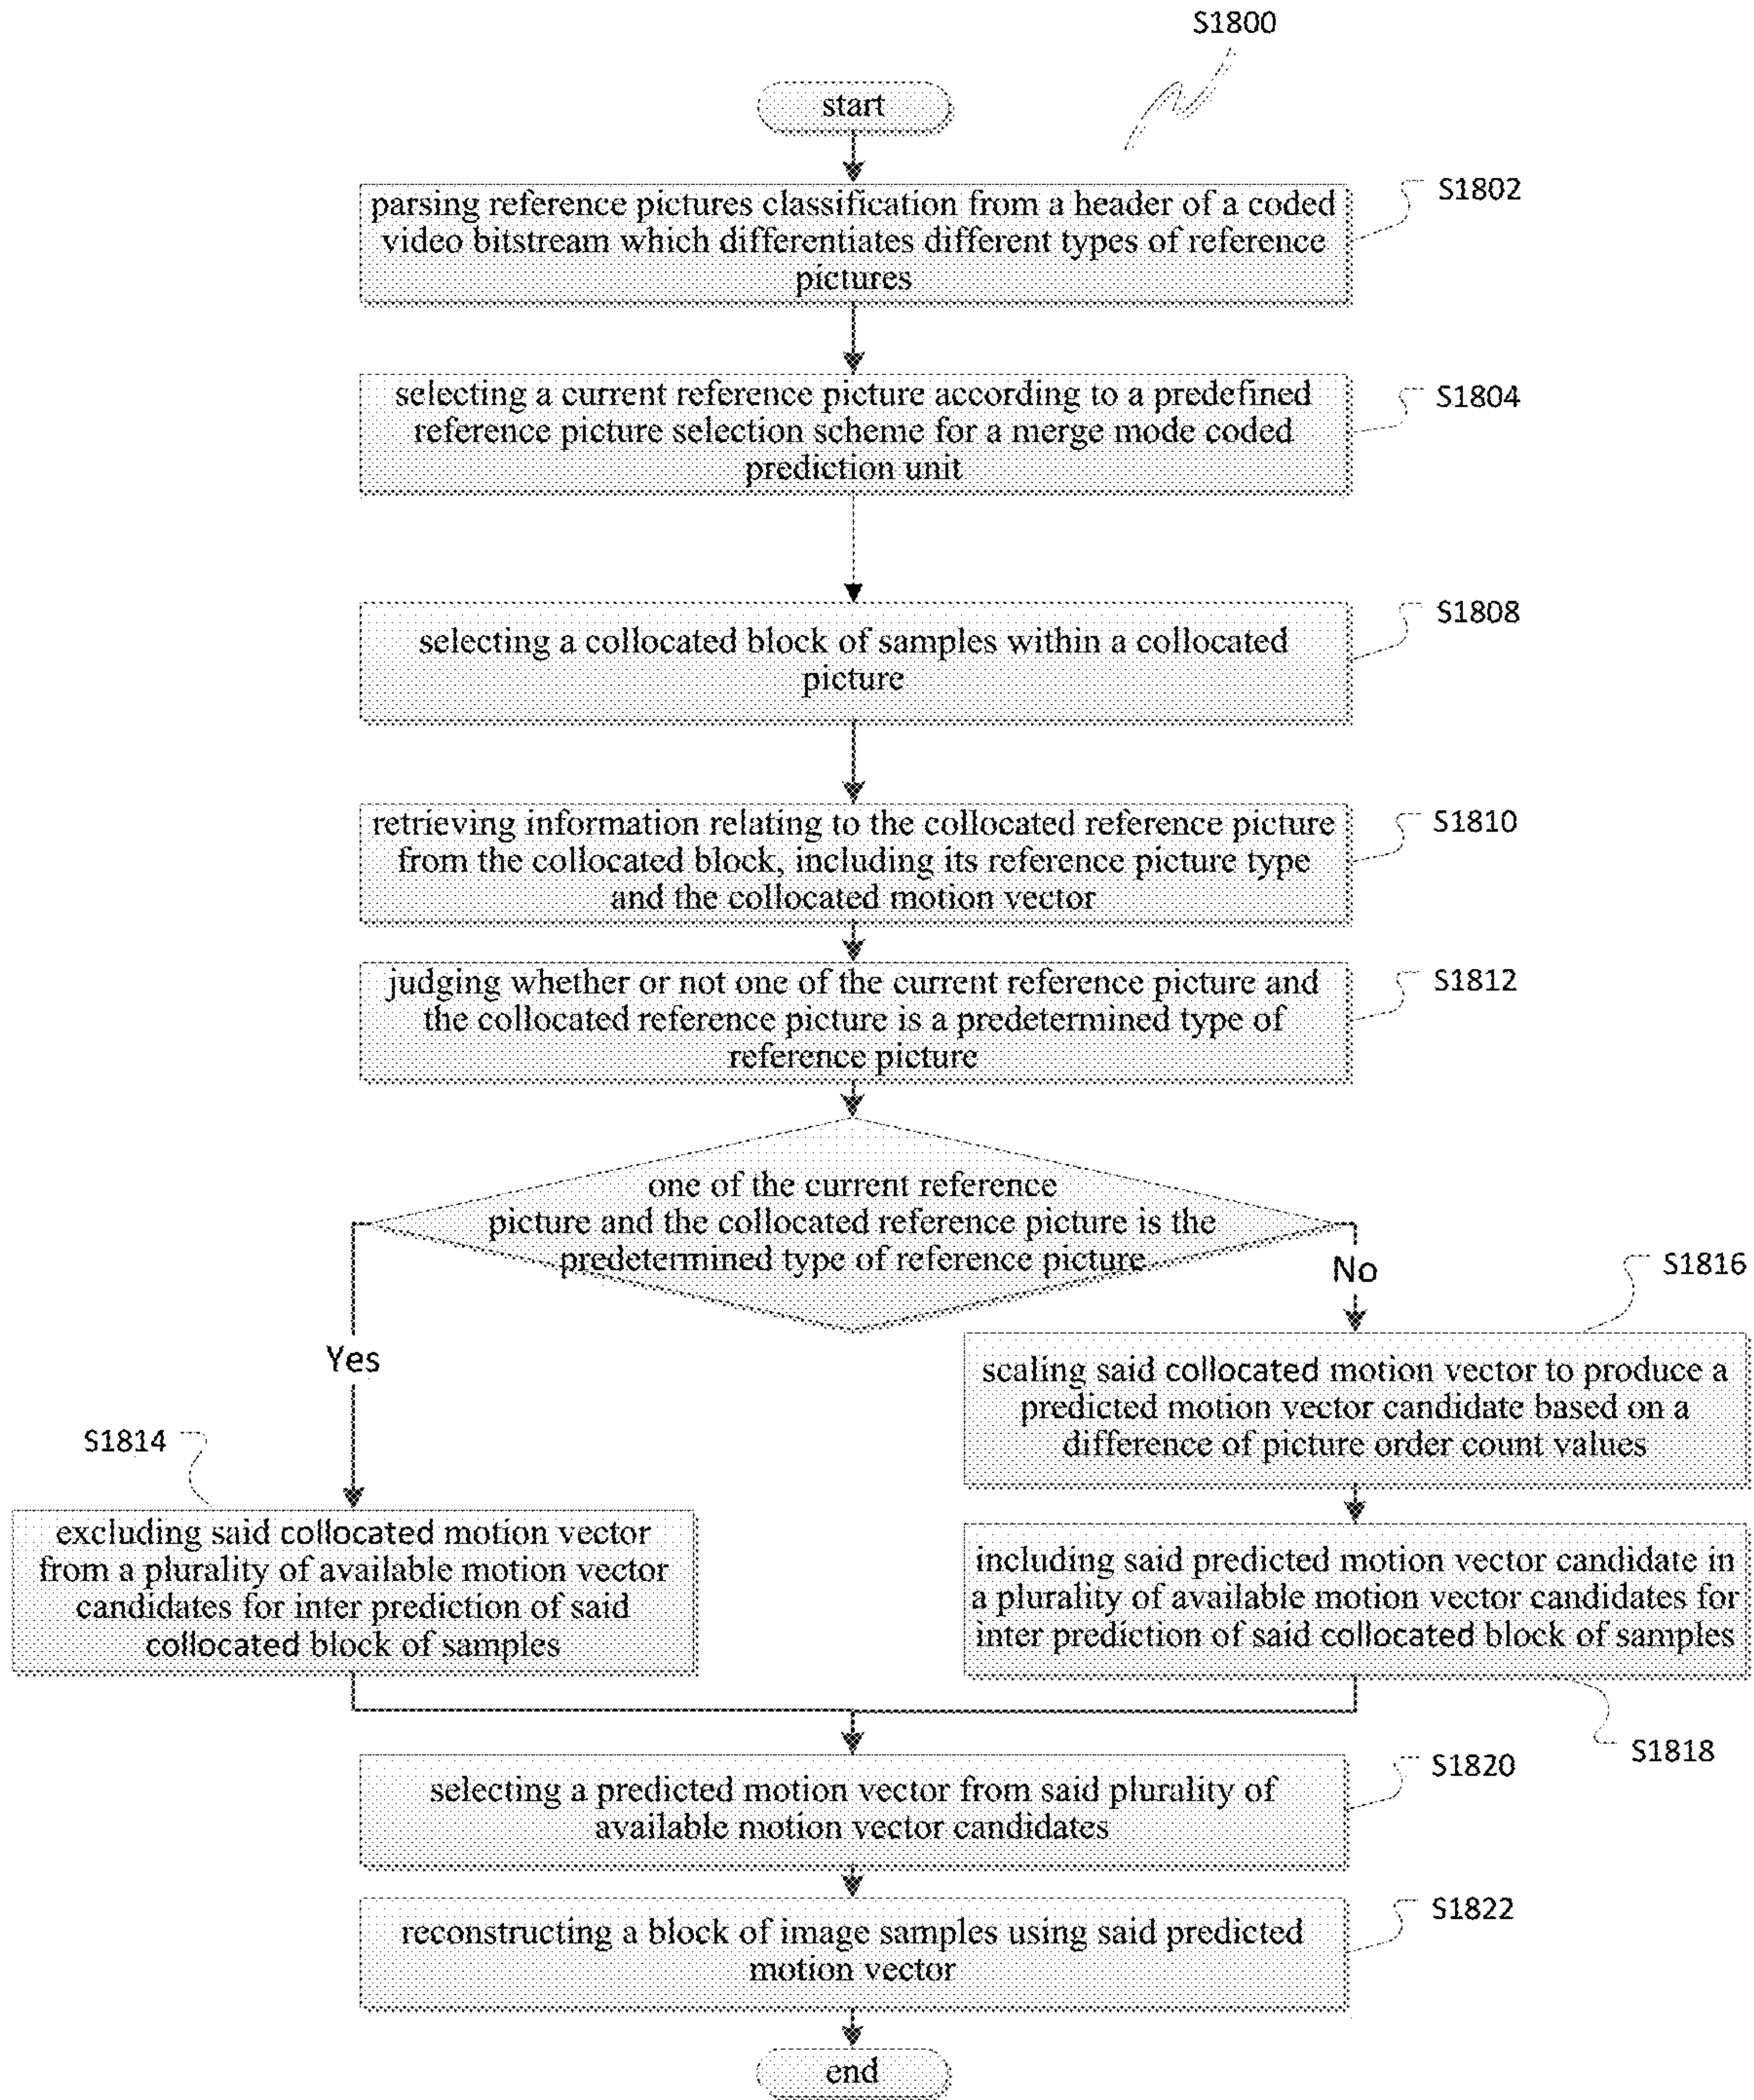 S1800
start
parsing reference pictures classification from a header of a coded
video bitstream which differentiates different types of reference
pictures
S1802
selecting a current reference picture according to a predefined
reference picture selection scheme for a merge mode coded
prediction unit
S1804
selecting a collocated block of samples within a collocated
picture
S1808
retrieving information relating to the collocated reference picture
from the collocated block, including its reference picture type
and the collocated motion vector
S1810
judging whether or not one of the current reference picture and
the collocated reference picture is a predetermined type of
reference picture
S1812
one of the current reference
picture and the collocated reference picture is the
predetermined type of reference picture
Yes
No
S1814
excluding said collocated motion vector
from a plurality of available motion vector
candidates for inter prediction of said
collocated block of samples
S1816
scaling said collocated motion vector to produce a
predicted motion vector candidate based on a
difference of picture order count values
including said predicted motion vector candidate in
a plurality of available motion vector candidates for
inter prediction of said collocated block of samples
S1818
selecting a predicted motion vector from said plurality of
available motion vector candidates
S1820
reconstructing a block of image samples using said predicted
motion vector
S1822
end